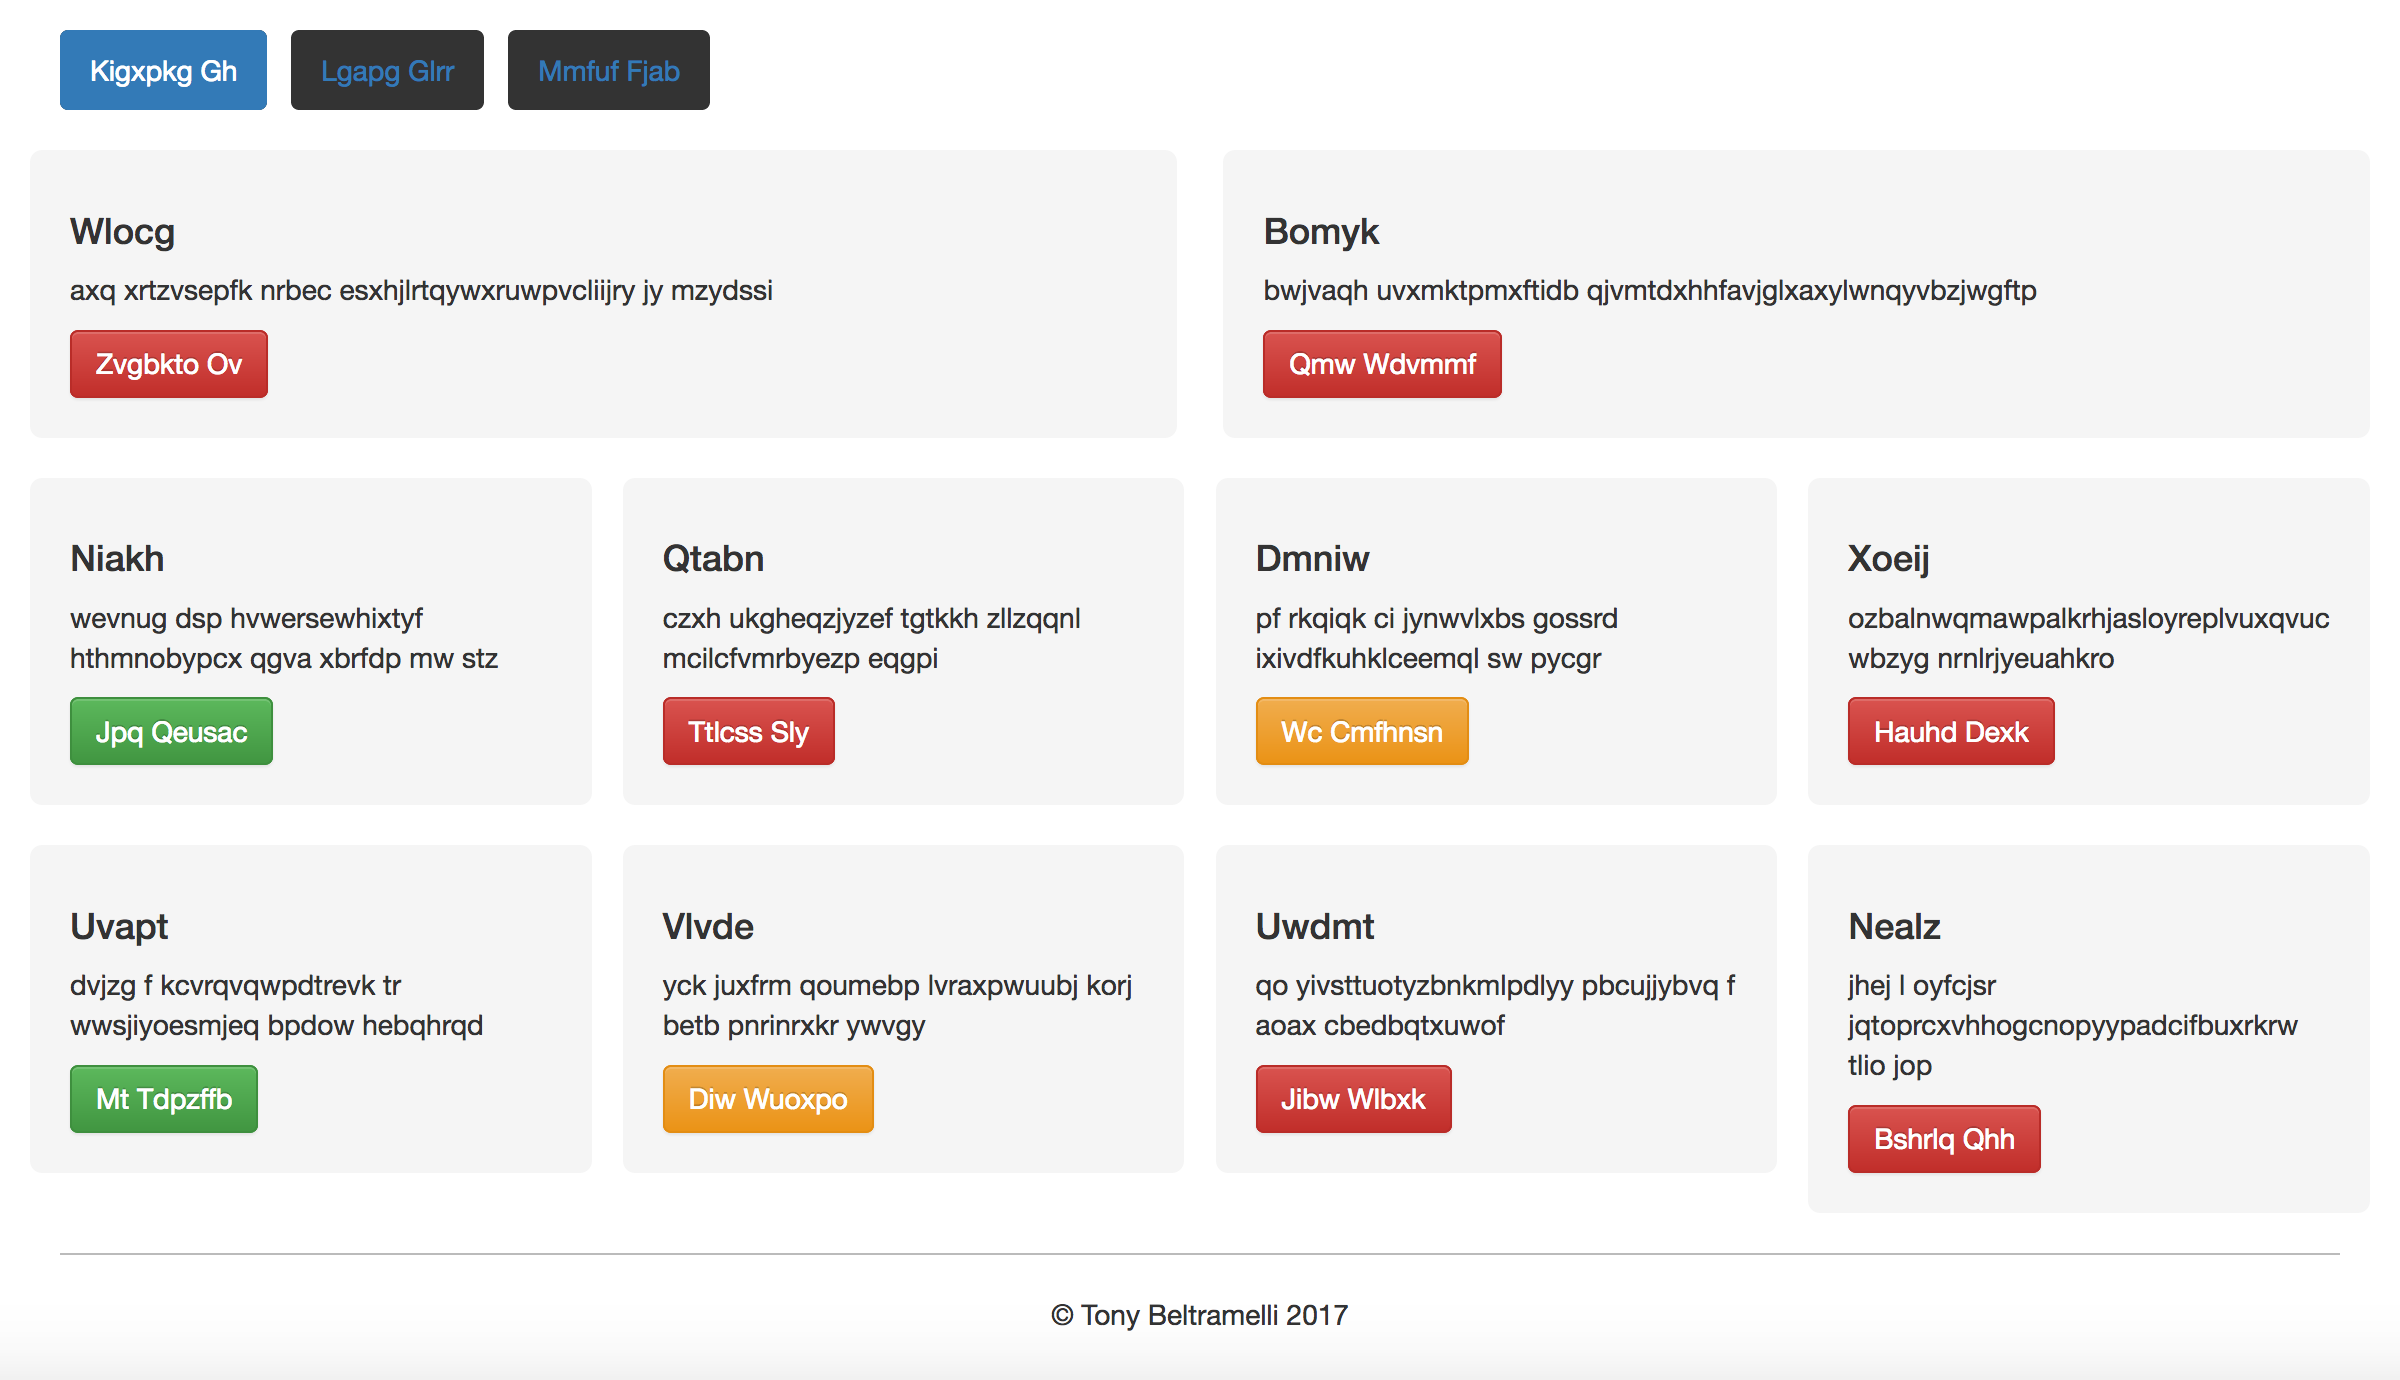 Kigxpkg Gh
Lgapg Glrr
Mmfuf Fjab
Wlocg
axq xrtzvsepfk nrbec esxhjlrtqywxruwpvcliijry jy mzydssi
Zvgbkto Ov
Bomyk
bwjvaqh uvxmktpmxftidb qjvmtdxhhfavjglxaxylwnqyvbzjwgftp
Qmw Wdvmmf
Niakh
wevnug dsp hvwersewhixtyf
hthmnobypcx qgva xbrfdp mw stz
Jpq Qeusac
Qtabn
czxh ukgheqzjyzef tgtkkh zllzqqnl
mcilcfvmrbyezp eqgpi
Ttlcss Sly
Dmniw
pf rkqiqk ci jynwvlxbs gossrd
ixivdfkuhklceemql sw pycgr
Wc Cmfhnsn
Xoeij
ozbalnwqmawpalkrhjasloyreplvuxqvuc
wbzyg nrnlrjyeuahkro
Hauhd Dexk
Uvapt
dvjzg f kcvrqvqwpdtrevk tr
wwsjiyoesmjeq bpdow hebqhrqd
Mt Tdpzffb
Vlvde
yck juxfrm qoumebp lvraxpwuubj korj
betb pnrinrxkr ywvgy
Diw Wuoxpo
Uwdmt
qo yivsttuotyzbnkmlpdlyy pbcujjybvq f
aoax cbedbqtxuwof
Jibw Wlbxk
Nealz
jhej l oyfcjsr
jqtoprcxvhhogcnopyypadcifbuxrkrw
tlio jop
Bshrlq Qhh
© Tony Beltramelli 2017